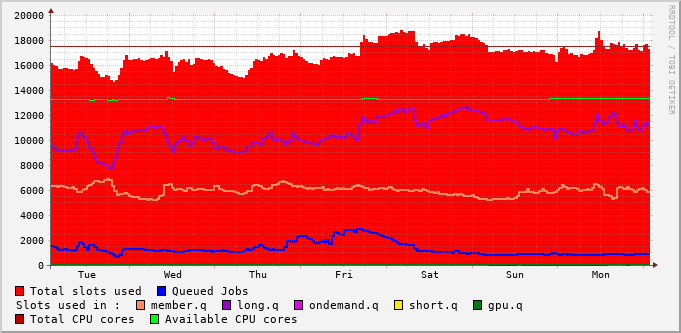 RRDTOOL / TOBI OETIKER
20000
18000
16000
14000
12000
10000
8000
6000
4000
2000
0
Tue Wed Thu Fri Sat Sun Mon
Total slots used Queued Jobs
Slots used in : member.q long.q ondemand.q short.q gpu.q
Total CPU cores Available CPU cores